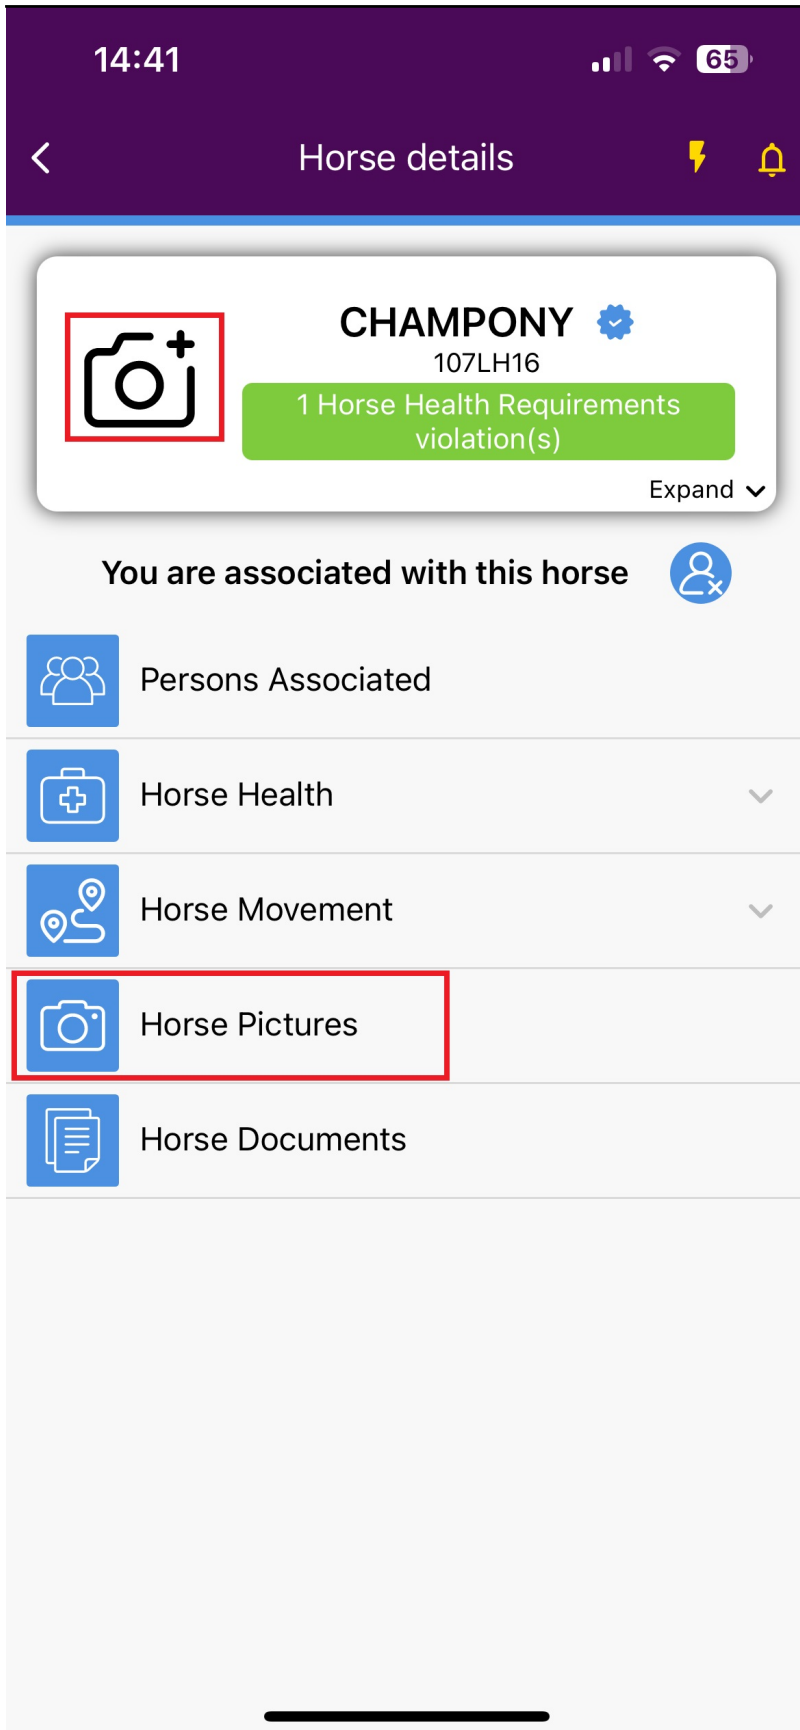 14:41
65
Horse details
CHAMPONY
107LH16
1 Horse Health Requirements
violation(s)
Expand
You are associated with this horse
Persons Associated
Horse Health
Horse Movement
Horse Pictures
Horse Documents